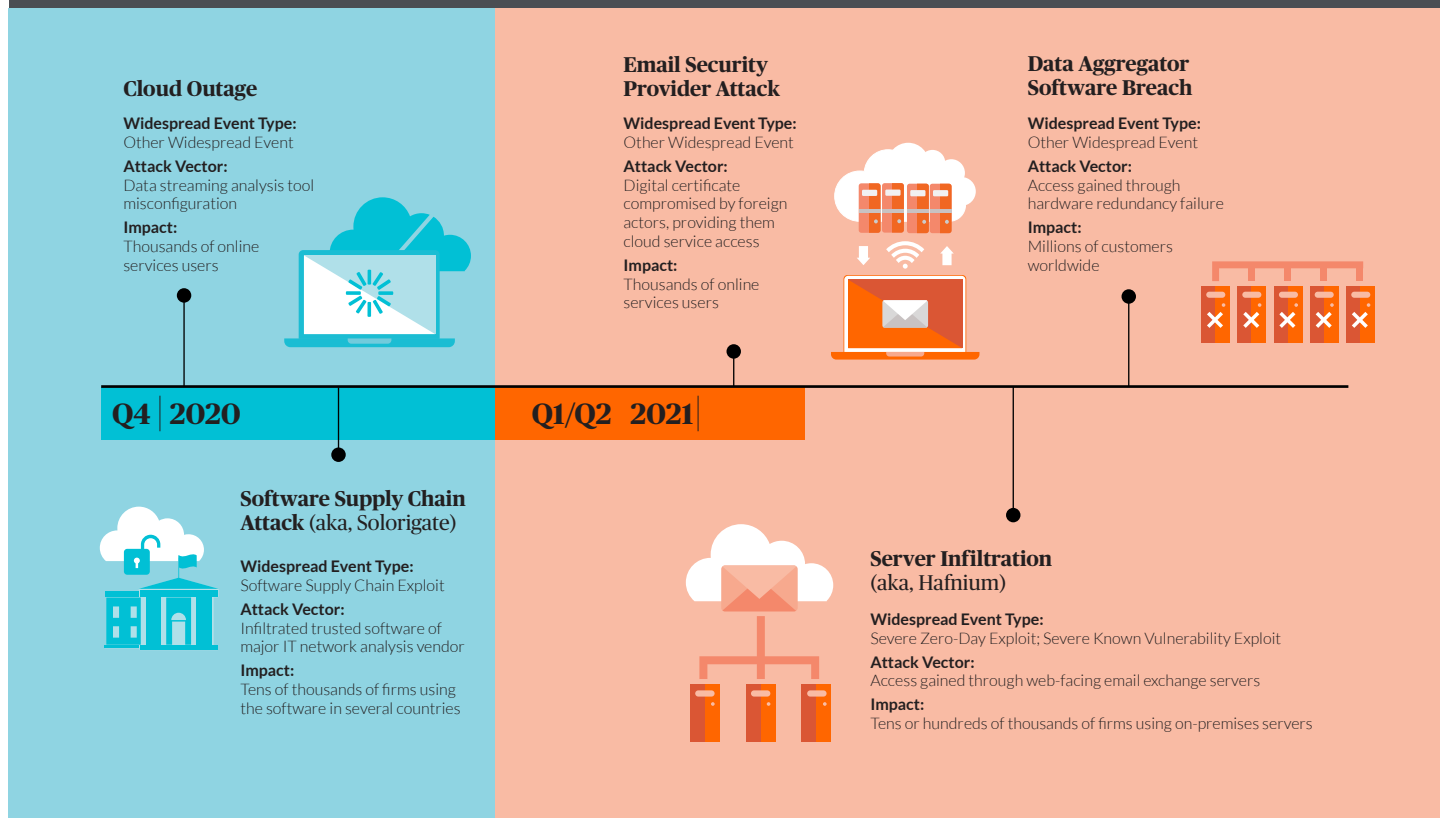 Cloud Outage
Widespread Event Type:
Other Widespread Event
Attack Vector:
Data streaming analysis tool
misconfiguration
Impact:
Thousands of online
services users
Email Security
Provider Attack
Widespread Event Type:
Other Widespread Event
Attack Vector:
Digital certificate
compromised by foreign
actors, providing them
cloud service access
Impact:
Thousands of online
services users
Data Aggregator
Software Breach
Widespread Event Type:
Other Widespread Event
Attack Vector:
Access gained through
hardware redundancy failure
Impact:
Millions of customers
worldwide
Q4 2020
Q1/Q2 2021
Software Supply Chain
Attack (aka, Solorigate)
Widespread Event Type:
Software Supply Chain Exploit
Attack Vector:
Infiltrated trusted software of
major IT network analysis vendor
Impact:
Tens of thousands of firms using
the software in several countries
Server Infiltration
(aka, Hafnium)
Widespread Event Type:
Severe Zero-Day Exploit; Severe Known Vulnerability Exploit
Attack Vector:
Access gained through web-facing email exchange servers
Impact:
Tens or hundreds of thousands of firms using on-premises servers